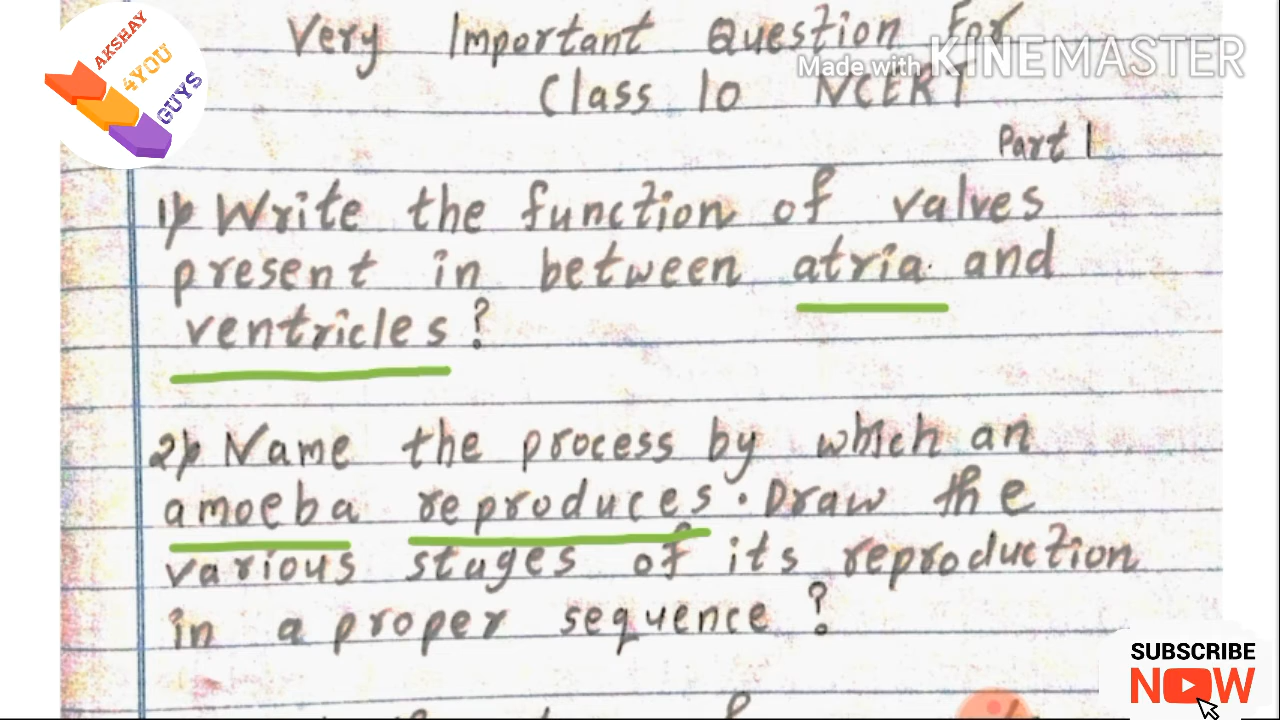 AKSHAY
4YOU
GUYS
Very Important Question For
Made with KINEMASTER
Class 10 NCERT
Part 1
1) Write the function of valves
present in between atria and
ventricles?
2) Name the process by which an
amoeba reproduces. Draw the
various stages of its reproduction
in a proper sequence?
SUBSCRIBE
NOW